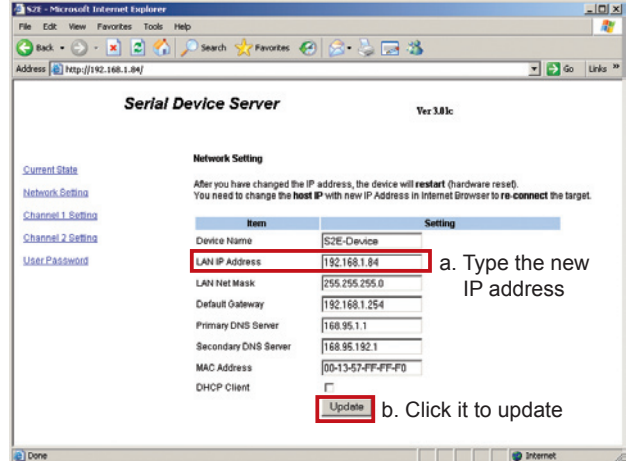 S2E - Microsoft Internet Explorer
File Edit View Favorites Tools Help
Back Search Favorites
Address http://192.168.1.84/ Go Links »
Serial Device Server Ver 3.01c
Current State
Network Setting
Channel 1 Setting
Channel 2 Setting
User Password
Network Setting
After you have changed the IP address, the device will restart (hardware reset).
You need to change the host IP with new IP Address in Internet Browser to re-connect the target.
Item Setting
Device Name S2E-Device
LAN IP Address 192.168.1.84
a. Type the new
IP address
LAN Net Mask 255.255.255.0
Default Gateway 192.168.1.254
Primary DNS Server 168.95.1.1
Secondary DNS Server 168.95.192.1
MAC Address 00-13-57-FF-FF-F0
DHCP Client
Update b. Click it to update
Done Internet